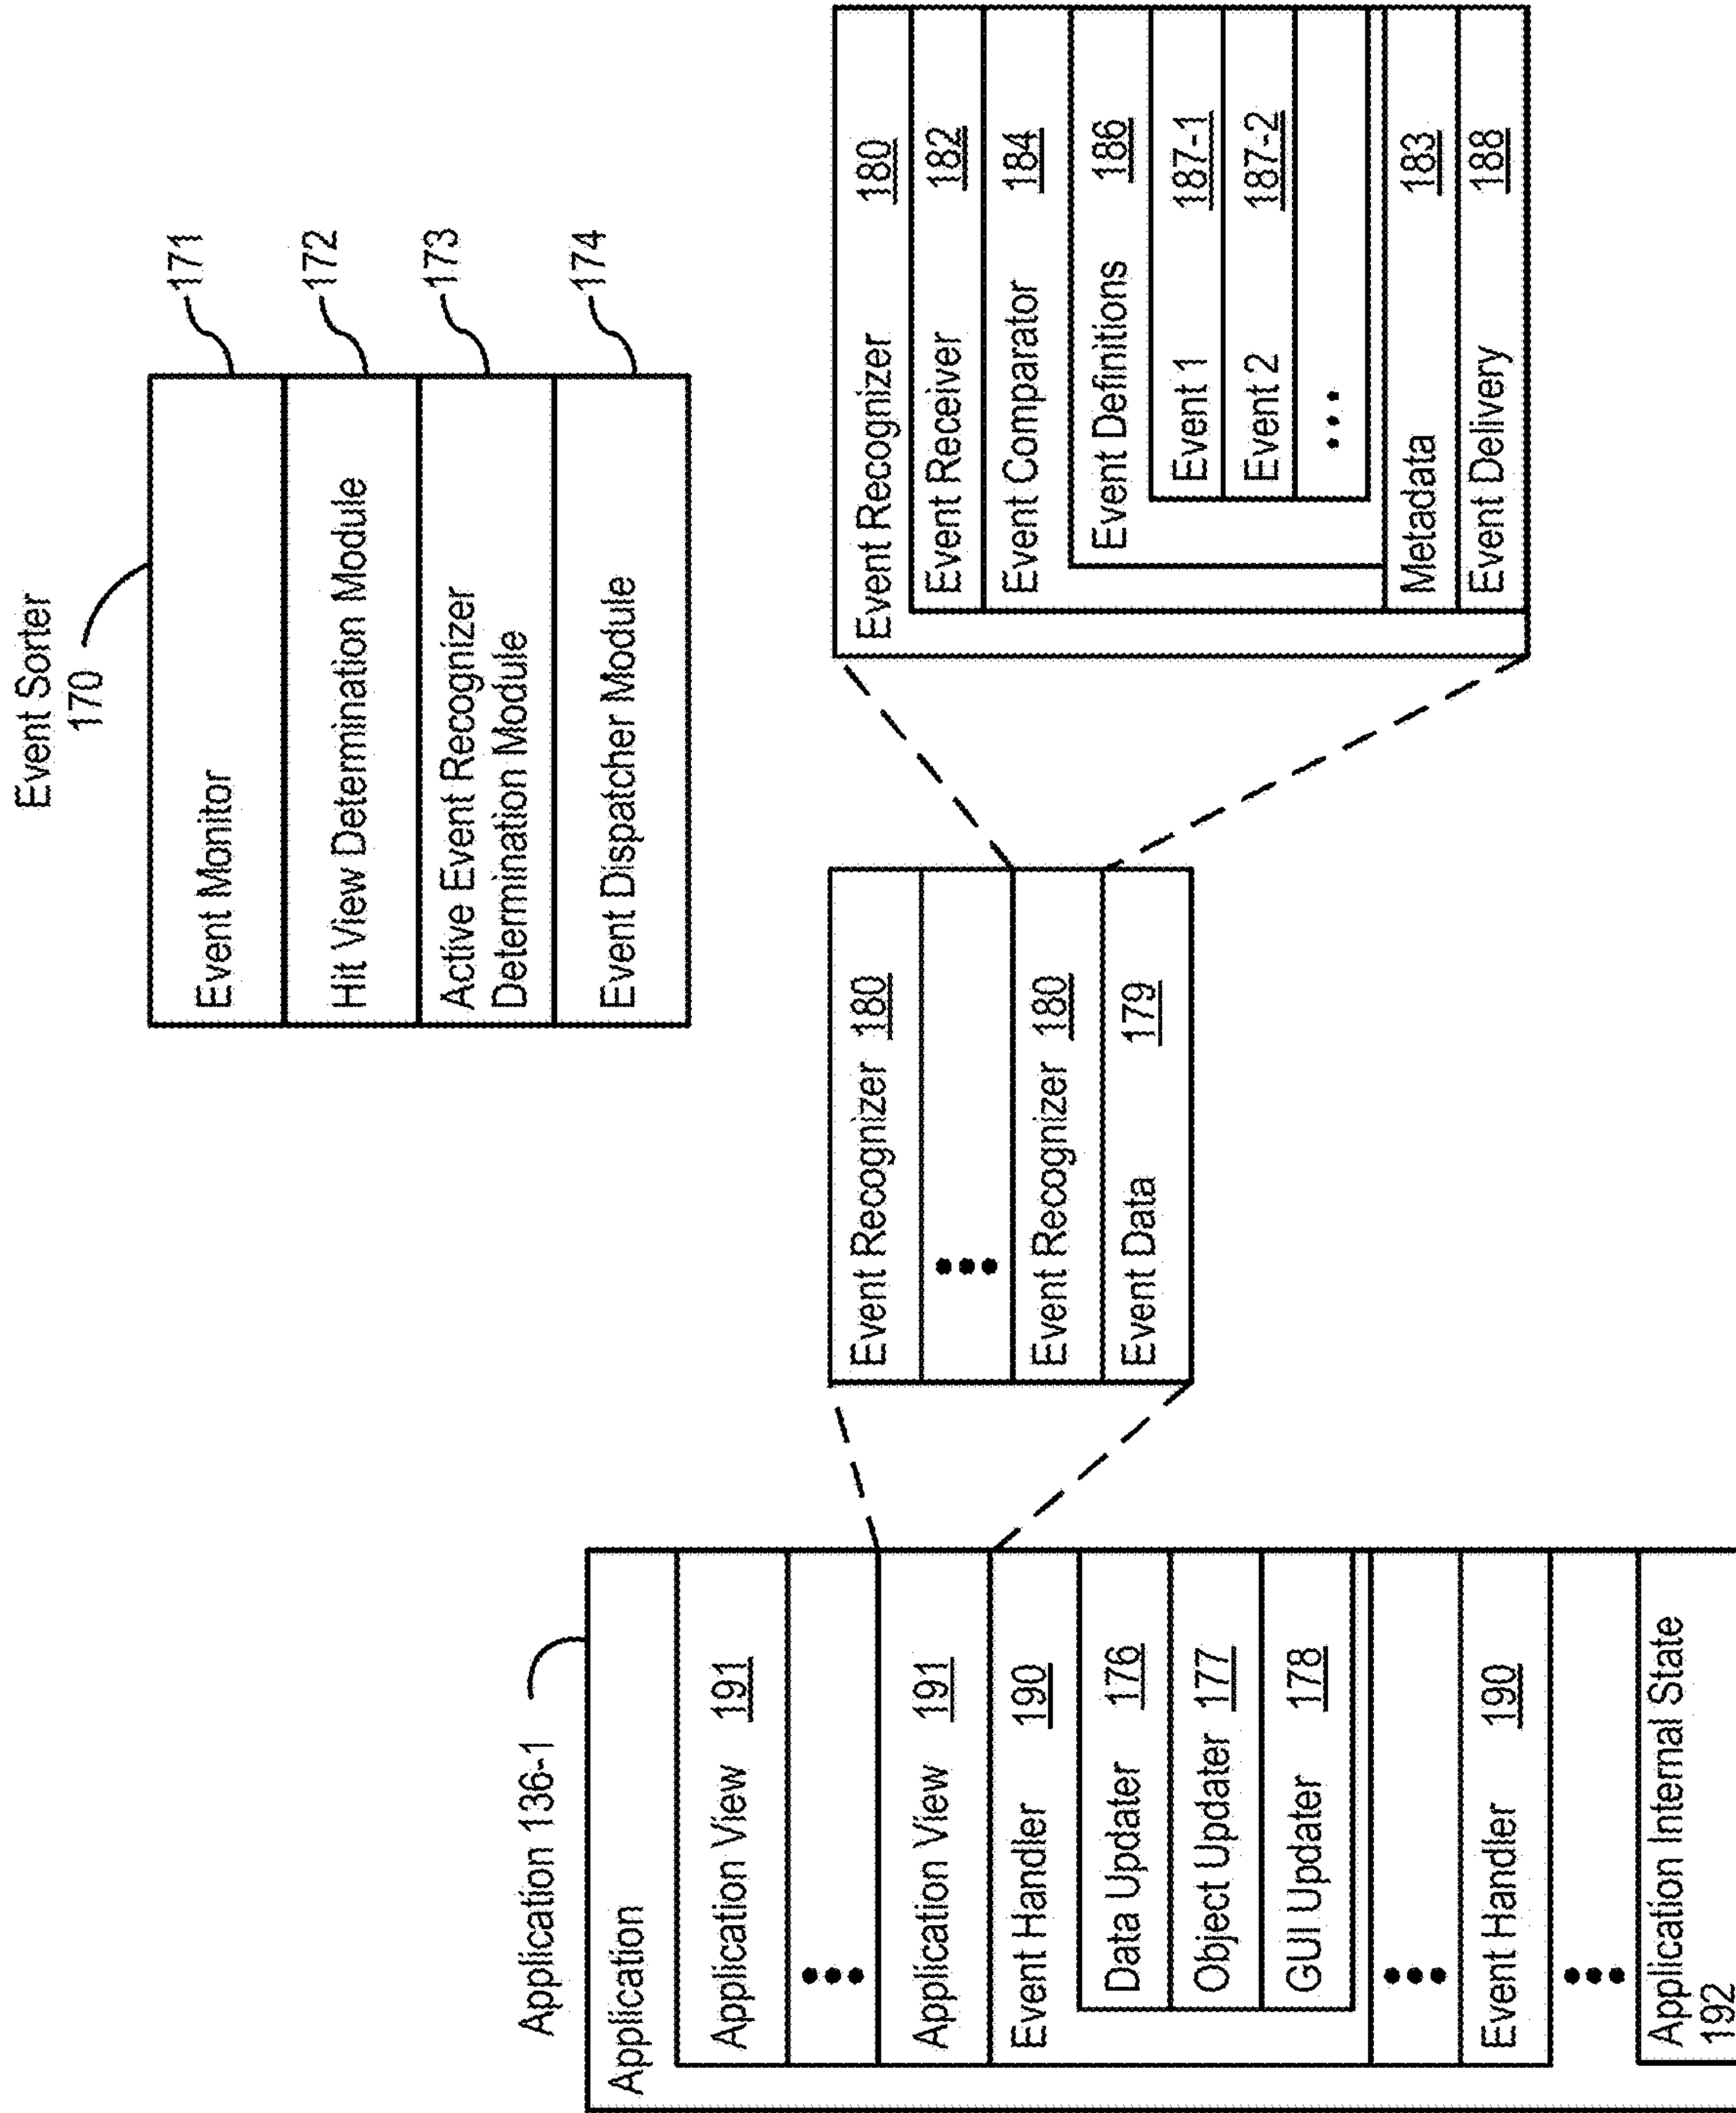 Event Sorter
170
Event Monitor
171
Hit View Determination Module
172
Active Event Recognizer
Determination Module
173
Event Dispatcher Module
174
Application 136-1
Application
Application View 191
•••
Application View 191
Event Handler 190
Data Updater 176
Object Updater 177
GUI Updater 178
•••
Event Handler 190
•••
Application Internal State
192
Event Recognizer 180
•••
Event Recognizer 180
Event Data 179
Event Recognizer 180
Event Receiver 182
Event Comparator 184
Event Definitions 186
Event 1 187-1
Event 2 187-2
•••
Metadata 183
Event Delivery 188